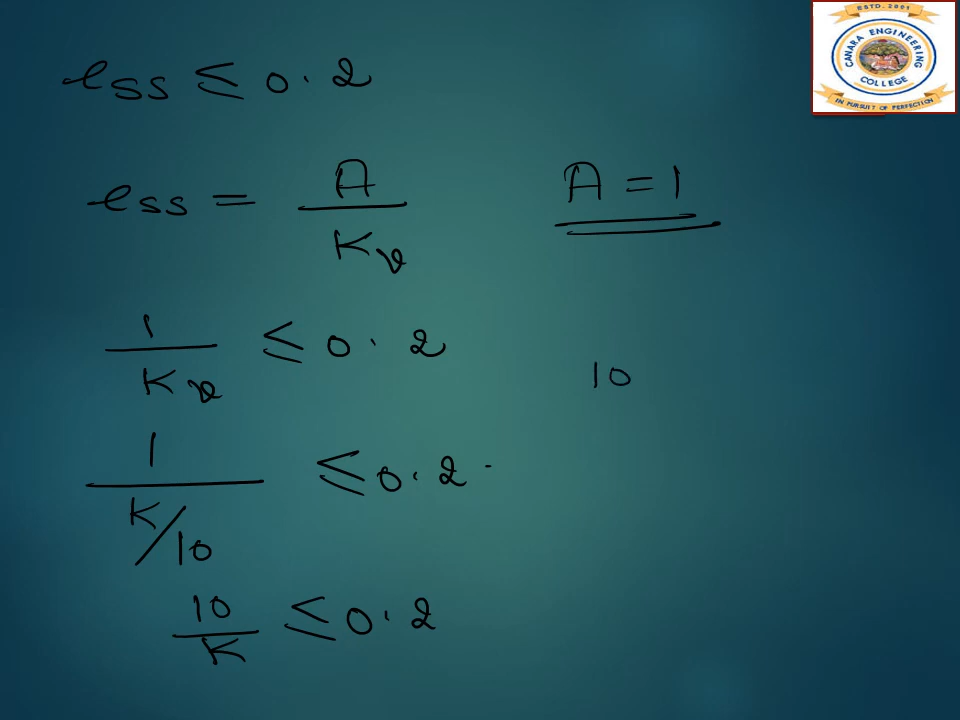 ESTD. 2001
CANARA ENGINEERING
COLLEGE
IN PURSUIT OF PERFECTION
ess ≤ 0.2
ess = A / Kv
A = 1
1 / Kv ≤ 0.2
10
1 / K/10 ≤ 0.2
10 / K ≤ 0.2